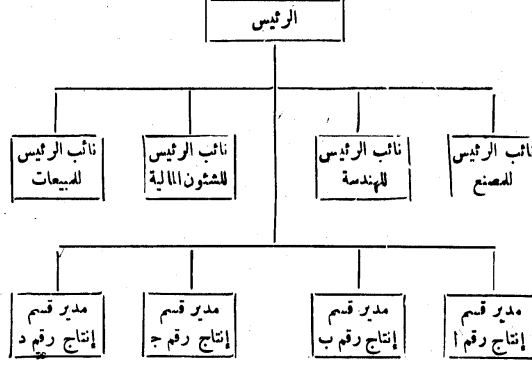 الرئيس
نائب الرئيس
للمصنع
نائب الرئيس
للهندسة
نائب الرئيس
للشئون المالية
نائب الرئيس
للمبيعات
مدير قسم
إنتاج رقم ا
مدير قسم
إنتاج رقم ب
مدير قسم
إنتاج رقم ج
مدير قسم
إنتاج رقم د